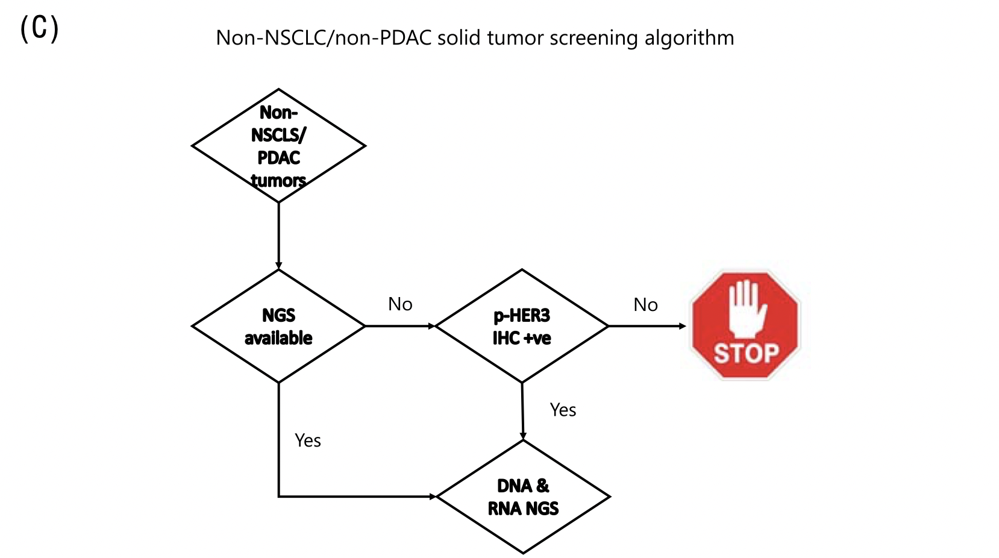 (C)
Non-NSCLC/non-PDAC solid tumor screening algorithm
Non-
NSCLS/
PDAC
tumors
NGS
available
No
p-HER3
IHC +ve
No
STOP
Yes
Yes
DNA &
RNA NGS